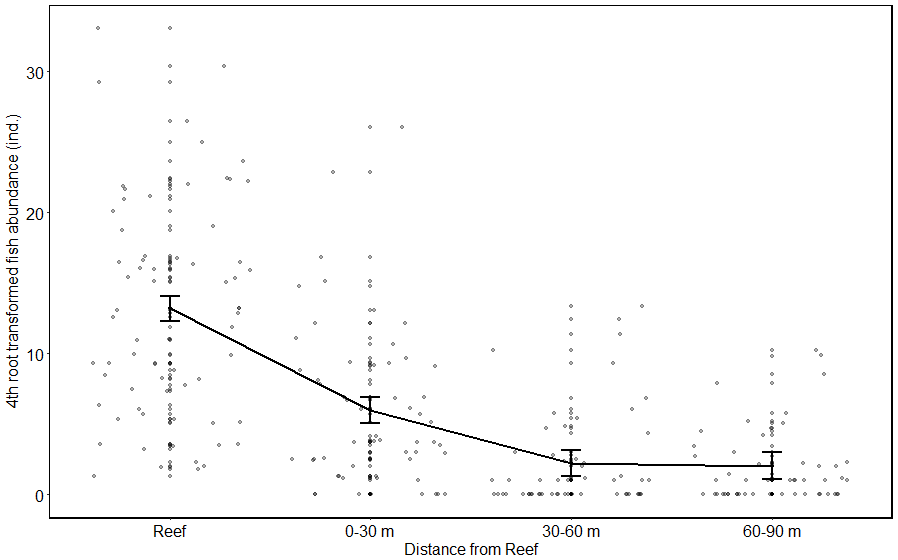 4th root transformed fish abundance (ind.)
30
20
10
0
Reef 0-30 m 30-60 m 60-90 m
Distance from Reef